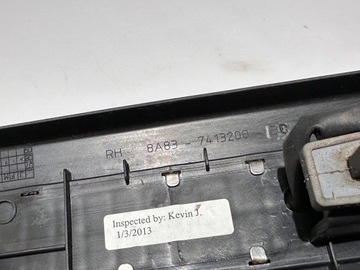 RH 8A83 - 7413200 -
Inspected by: Kevin J.
1/3/2013